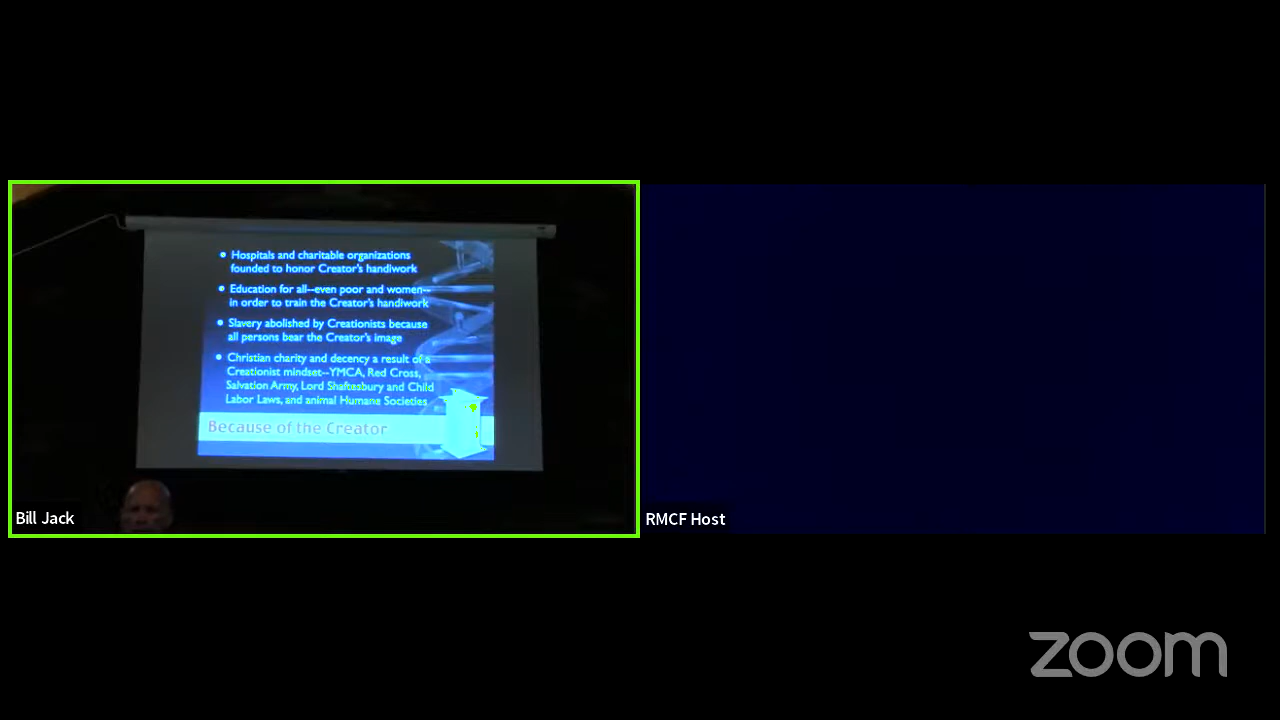 Hospitals and charitable organizations
founded to honor Creator's handiwork
Education for all--even poor and women--
in order to train the Creator's handiwork
Slavery abolished by Creationists because
all persons bear the Creator's image
Christian charity and decency a result of a
Creationist mindset--YMCA, Red Cross,
Salvation Army, Lord Shaftesbury and Child
Labor Laws, and animal Humane Societies
Because of the Creator
Bill Jack
RMCF Host
zoom